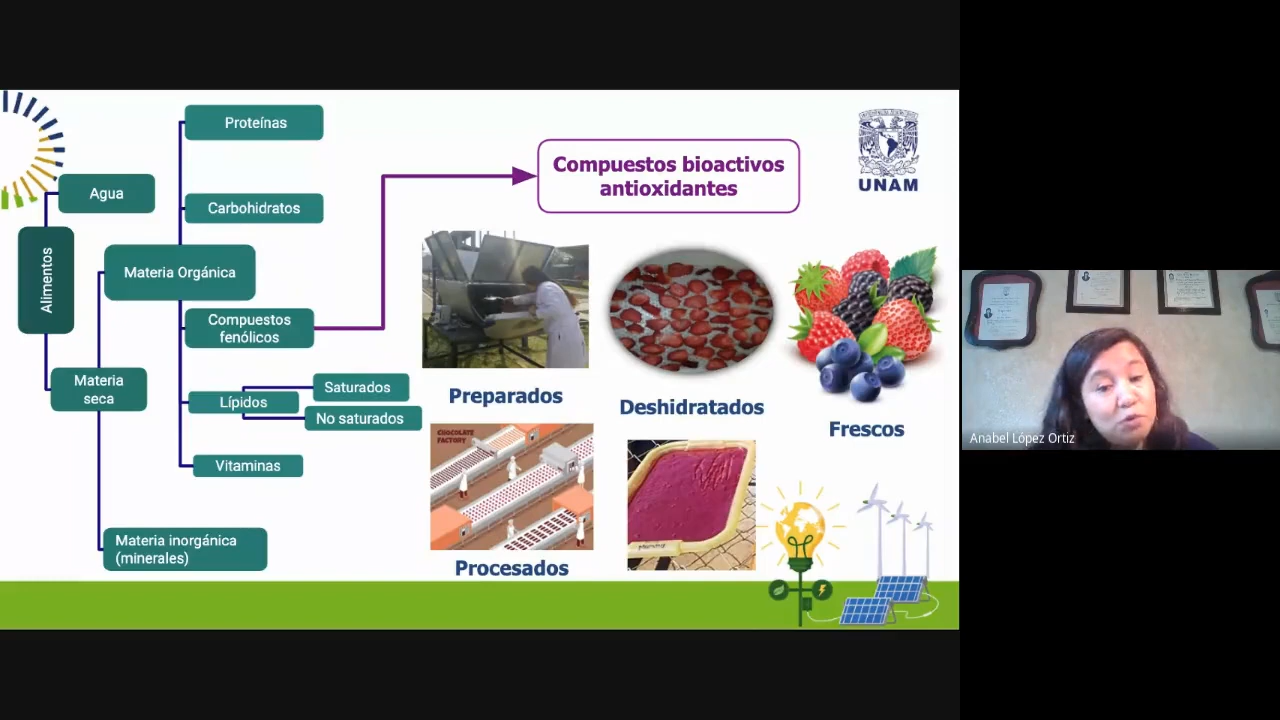 Proteínas
Agua
Carbohidratos
Alimentos
Materia Orgánica
Compuestos
fenólicos
Materia
seca
Lípidos
Saturados
No saturados
Vitaminas
Materia inorgánica
(minerales)
Compuestos bioactivos
antioxidantes
UNAM
Preparados
Deshidratados
Frescos
CHOCOLATE
FACTORY
Procesados
Anabel López Ortiz